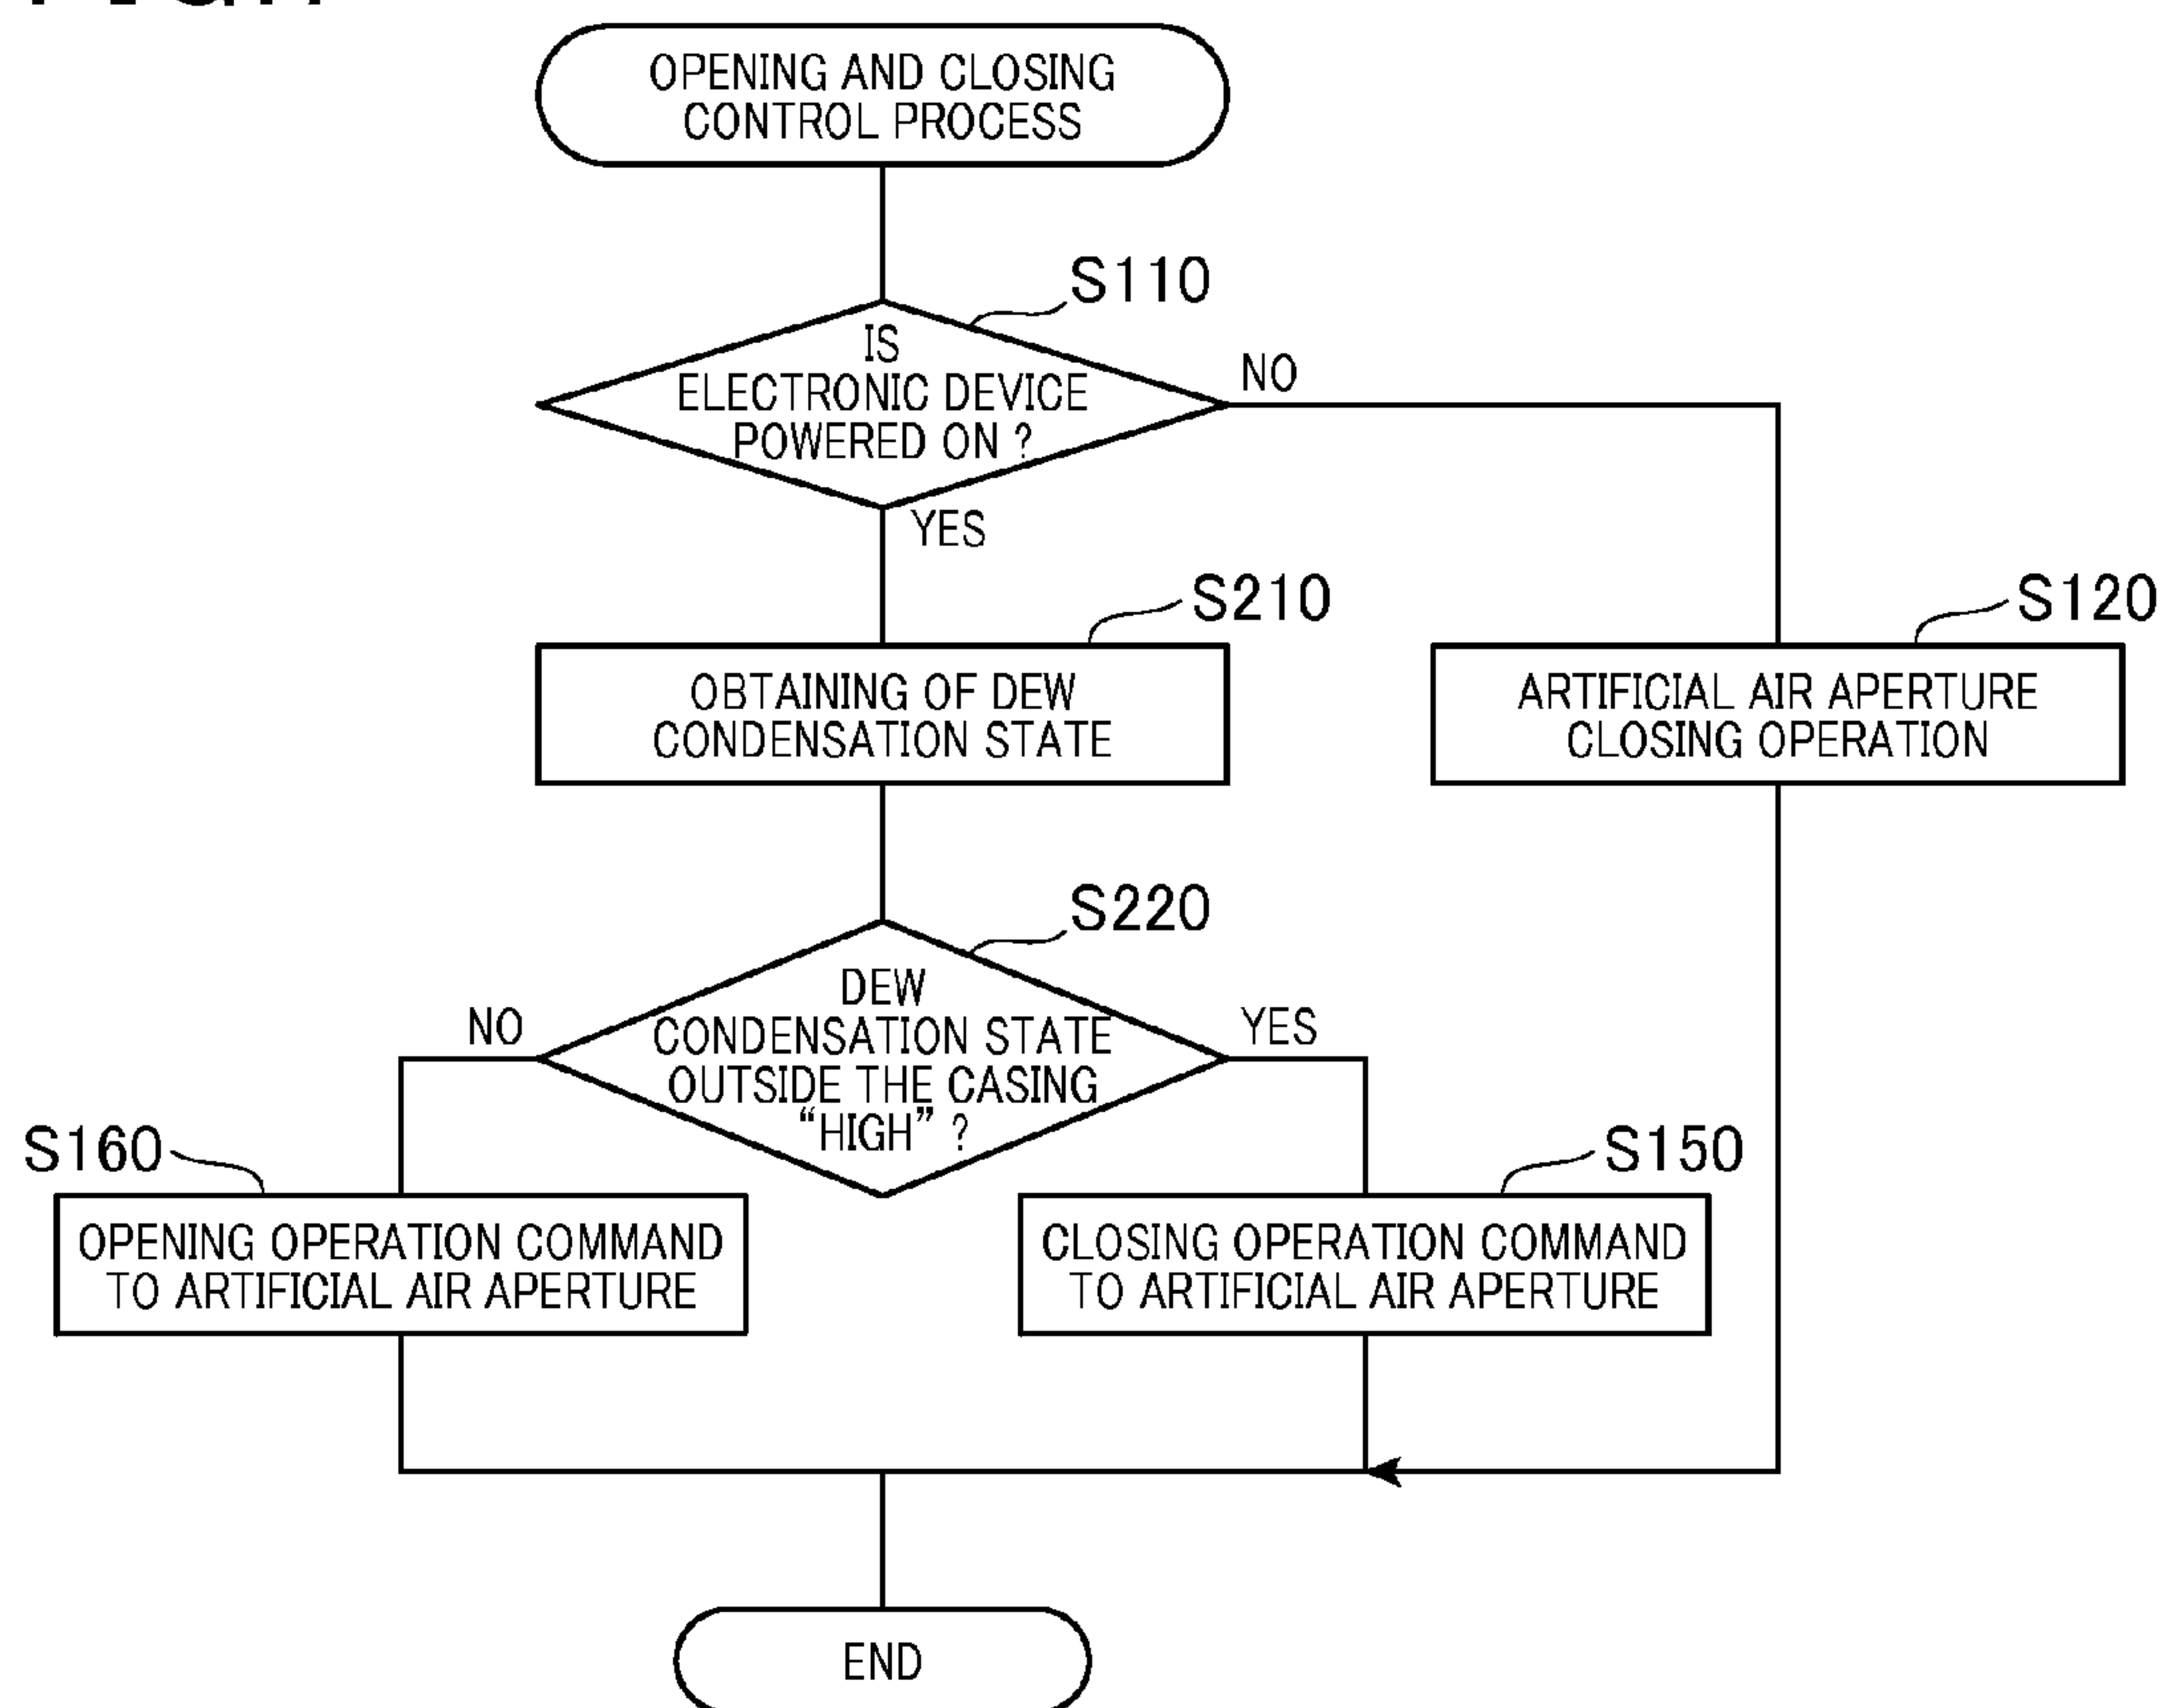 OPENING AND CLOSING
CONTROL PROCESS
S110
IS
ELECTRONIC DEVICE
POWERED ON ?
NO
YES
S210
S120
OBTAINING OF DEW
CONDENSATION STATE
ARTIFICIAL AIR APERTURE
CLOSING OPERATION
S220
DEW
CONDENSATION STATE
OUTSIDE THE CASING
“HIGH” ?
NO
YES
S160
S150
OPENING OPERATION COMMAND
TO ARTIFICIAL AIR APERTURE
CLOSING OPERATION COMMAND
TO ARTIFICIAL AIR APERTURE
END